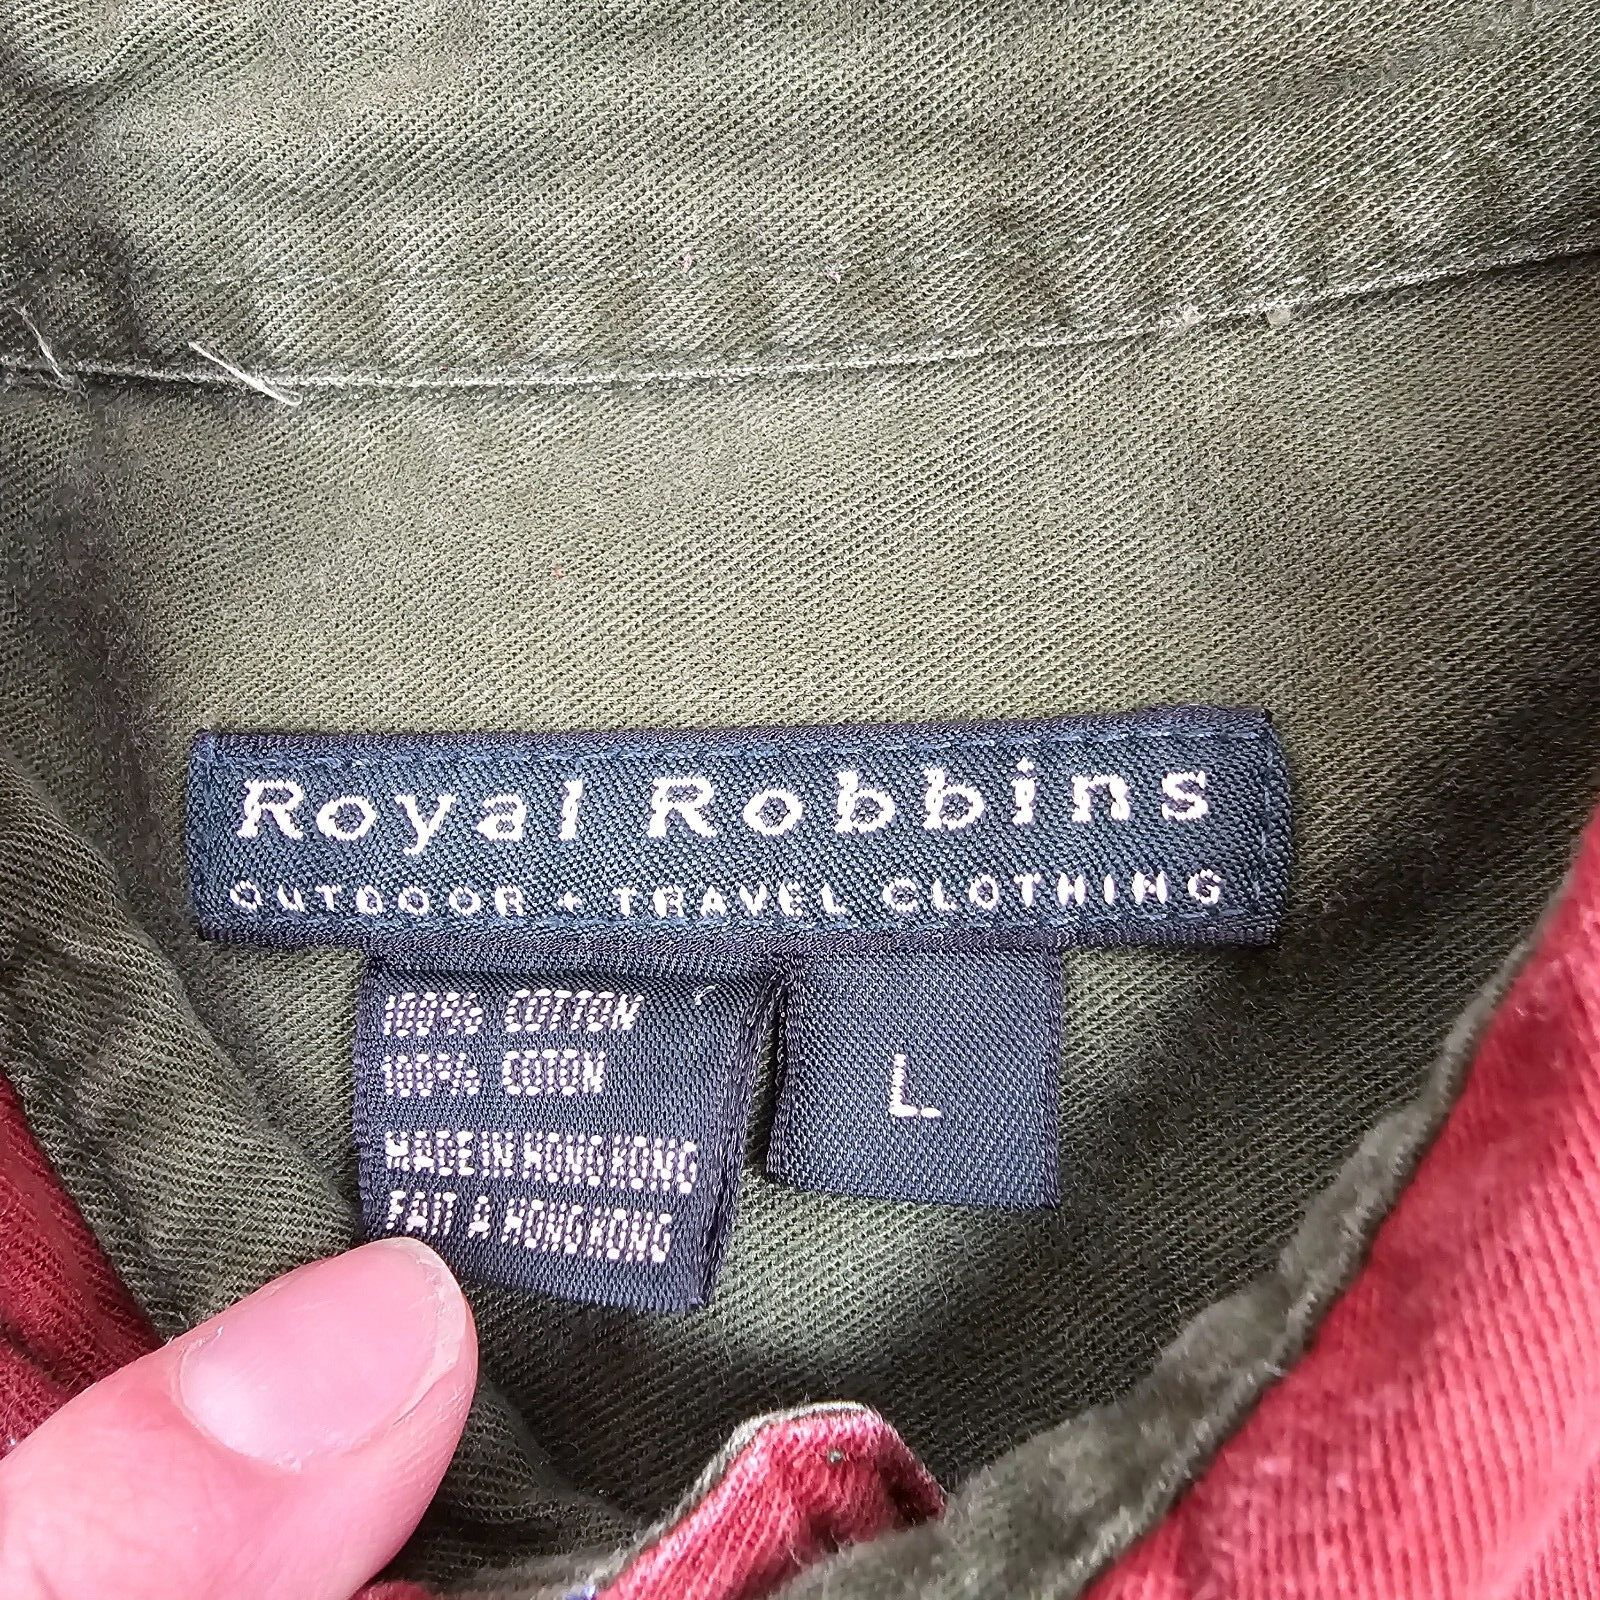 Royal Robbins
OUTDOOR + TRAVEL CLOTHING
100% COTTON
100% COTON
MADE IN HONG KONG
FAIT A HONG KONG
L